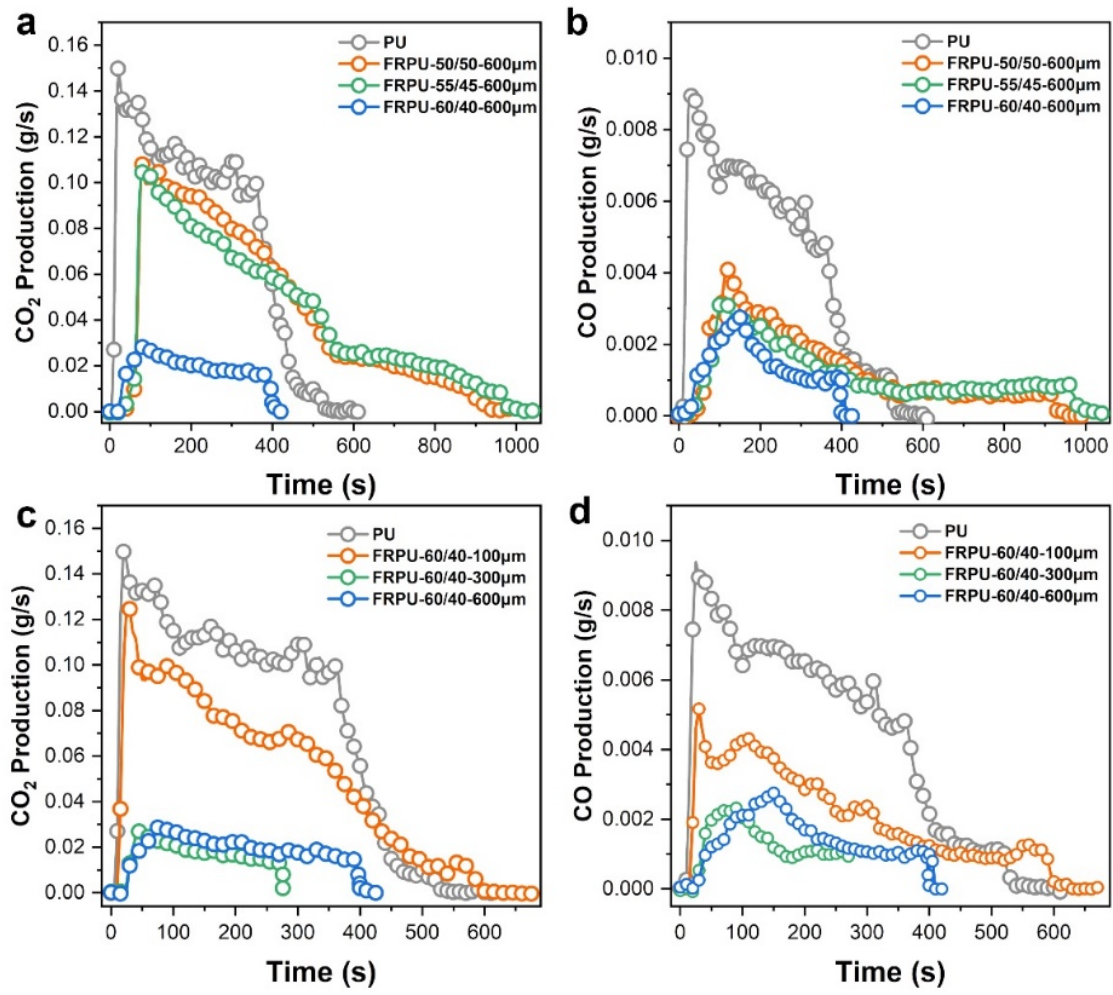 a
CO₂ Production (g/s)
0.16
0.14
0.12
0.10
0.08
0.06
0.04
0.02
0.00
PU
FRPU-50/50-600μm
FRPU-55/45-600μm
FRPU-60/40-600μm
0 200 400 600 800 1000
Time (s)
b
CO Production (g/s)
0.010
0.008
0.006
0.004
0.002
0.000
PU
FRPU-50/50-600μm
FRPU-55/45-600μm
FRPU-60/40-600μm
0 200 400 600 800 1000
Time (s)
c
CO₂ Production (g/s)
0.16
0.14
0.12
0.10
0.08
0.06
0.04
0.02
0.00
PU
FRPU-60/40-100μm
FRPU-60/40-300μm
FRPU-60/40-600μm
0 100 200 300 400 500 600
Time (s)
d
CO Production (g/s)
0.010
0.008
0.006
0.004
0.002
0.000
PU
FRPU-60/40-100μm
FRPU-60/40-300μm
FRPU-60/40-600μm
0 100 200 300 400 500 600
Time (s)